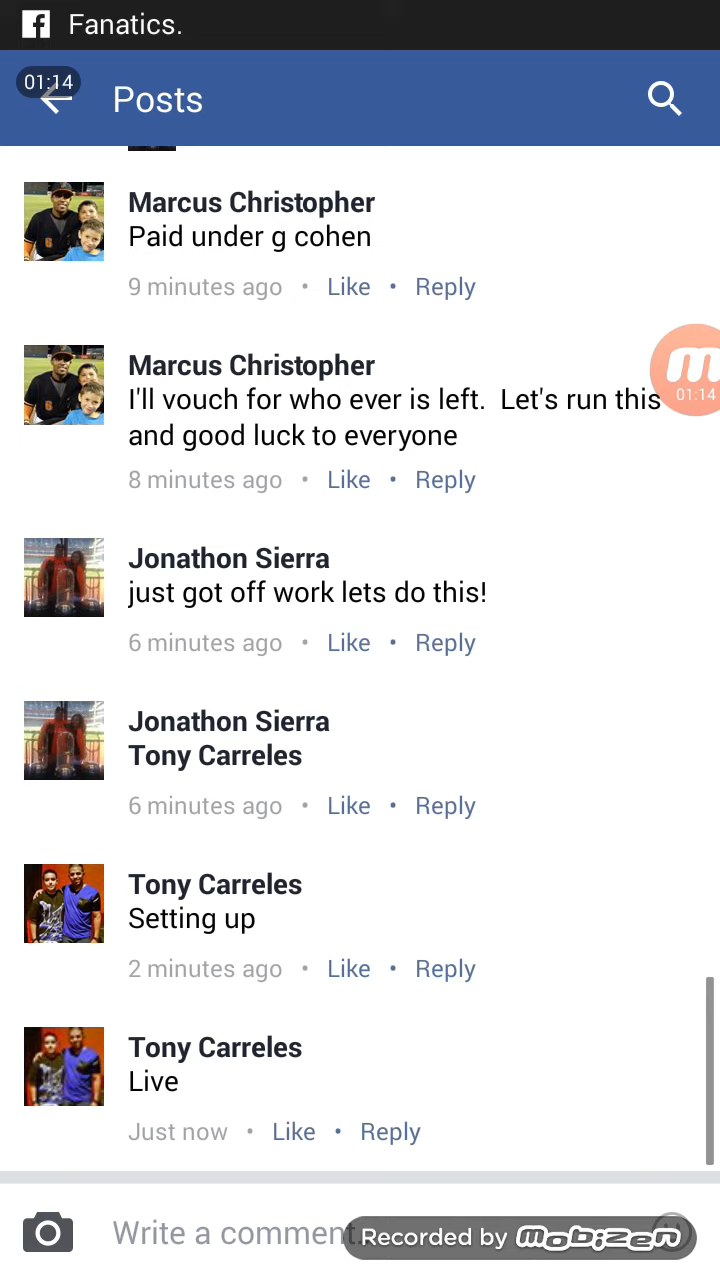 Fanatics.
01:14
Posts
Marcus Christopher
Paid under g cohen
9 minutes ago • Like • Reply
Marcus Christopher
01:14
I'll vouch for who ever is left. Let's run this
and good luck to everyone
8 minutes ago • Like • Reply
Jonathon Sierra
just got off work lets do this!
6 minutes ago • Like • Reply
Jonathon Sierra
Tony Carreles
6 minutes ago • Like • Reply
Tony Carreles
Setting up
2 minutes ago • Like • Reply
Tony Carreles
Live
Just now • Like • Reply
Write a comment.
Recorded by mobizen